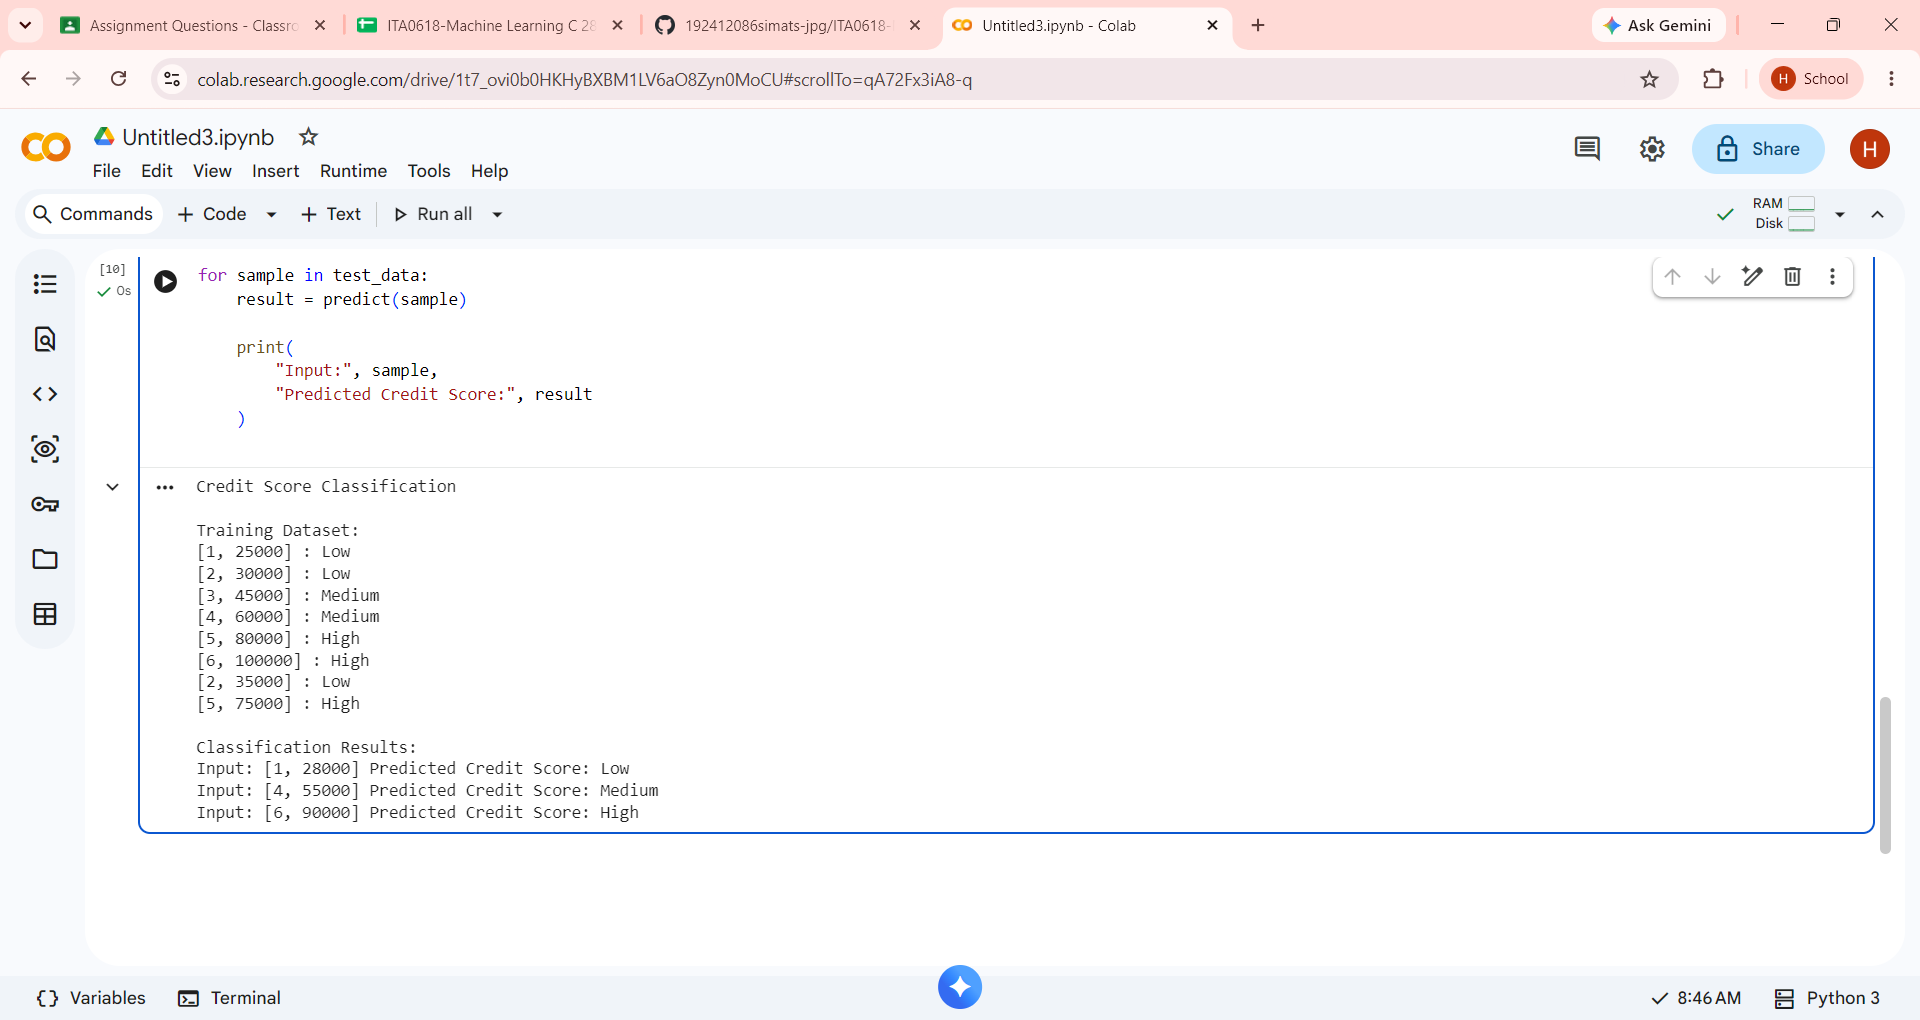 Assignment Questions - Classro
ITA0618-Machine Learning C 28
192412086simats-jpg/ITA0618-
Untitled3.ipynb - Colab
Ask Gemini
colab.research.google.com/drive/1t7_ovi0b0HKHyBXBM1LV6aO8Zyn0MoCU#scrollTo=qA72Fx3iA8-q
H School
Untitled3.ipynb
File Edit View Insert Runtime Tools Help
Share
H
Commands + Code + Text Run all
RAM
Disk
[10]
0s
for sample in test_data:
    result = predict(sample)
    print(
        "Input:", sample,
        "Predicted Credit Score:", result
    )
Credit Score Classification
Training Dataset:
[1, 25000] : Low
[2, 30000] : Low
[3, 45000] : Medium
[4, 60000] : Medium
[5, 80000] : High
[6, 100000] : High
[2, 35000] : Low
[5, 75000] : High
Classification Results:
Input: [1, 28000] Predicted Credit Score: Low
Input: [4, 55000] Predicted Credit Score: Medium
Input: [6, 90000] Predicted Credit Score: High
Variables Terminal
8:46 AM Python 3